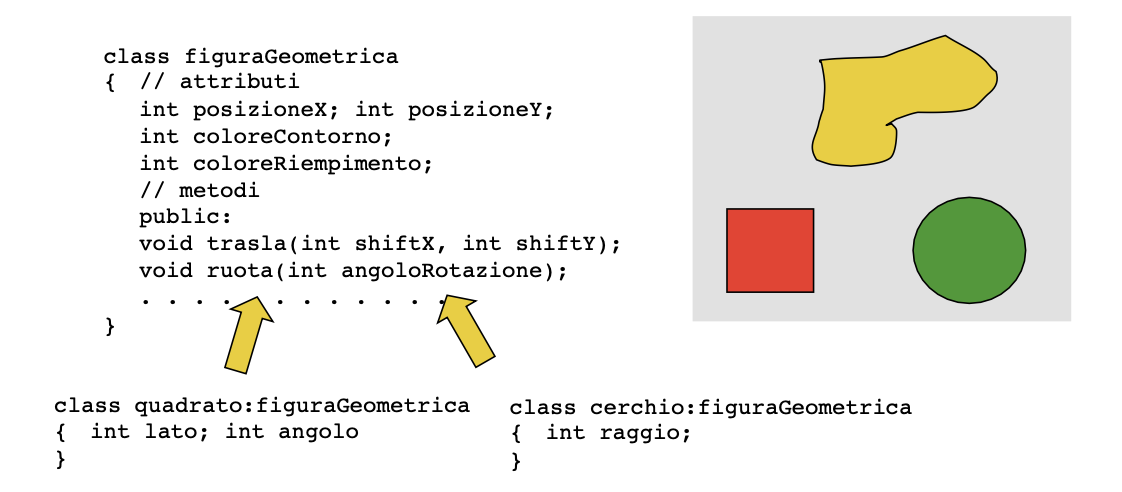 class figuraGeometrica
{ // attributi
int posizioneX; int posizioneY;
int coloreContorno;
int coloreRiempimento;
// metodi
public:
void trasla(int shiftX, int shiftY);
void ruota(int angoloRotazione);
. . . . . . . . . . . .
}
class quadrato:figuraGeometrica
{ int lato; int angolo
}
class cerchio:figuraGeometrica
{ int raggio;
}